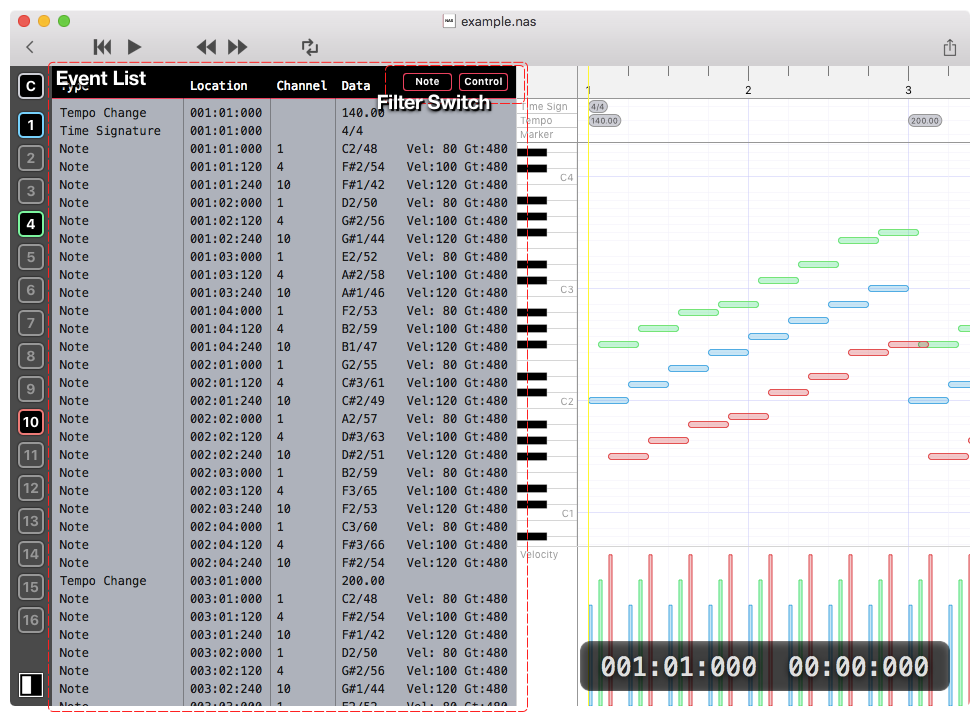 NAS example.nas
C
1
2
3
4
5
6
7
8
9
10
11
12
13
14
15
16
Event List
Location Channel Data Note Control
Filter Switch
Tempo Change 001:01:000 140.00
Time Signature 001:01:000 4/4
Note 001:01:000 1 C2/48 Vel: 80 Gt:480
Note 001:01:120 4 F#2/54 Vel:100 Gt:480
Note 001:01:240 10 F#1/42 Vel:120 Gt:480
Note 001:02:000 1 D2/50 Vel: 80 Gt:480
Note 001:02:120 4 G#2/56 Vel:100 Gt:480
Note 001:02:240 10 G#1/44 Vel:120 Gt:480
Note 001:03:000 1 E2/52 Vel: 80 Gt:480
Note 001:03:120 4 A#2/58 Vel:100 Gt:480
Note 001:03:240 10 A#1/46 Vel:120 Gt:480
Note 001:04:000 1 F2/53 Vel: 80 Gt:480
Note 001:04:120 4 B2/59 Vel:100 Gt:480
Note 001:04:240 10 B1/47 Vel:120 Gt:480
Note 002:01:000 1 G2/55 Vel: 80 Gt:480
Note 002:01:120 4 C#3/61 Vel:100 Gt:480
Note 002:01:240 10 C#2/49 Vel:120 Gt:480
Note 002:02:000 1 A2/57 Vel: 80 Gt:480
Note 002:02:120 4 D#3/63 Vel:100 Gt:480
Note 002:02:240 10 D#2/51 Vel:120 Gt:480
Note 002:03:000 1 B2/59 Vel: 80 Gt:480
Note 002:03:120 4 F3/65 Vel:100 Gt:480
Note 002:03:240 10 F2/53 Vel:120 Gt:480
Note 002:04:000 1 C3/60 Vel: 80 Gt:480
Note 002:04:120 4 F#3/66 Vel:100 Gt:480
Note 002:04:240 10 F#2/54 Vel:120 Gt:480
Tempo Change 003:01:000 200.00
Note 003:01:000 1 C2/48 Vel: 80 Gt:480
Note 003:01:120 4 F#2/54 Vel:100 Gt:480
Note 003:01:240 10 F#1/42 Vel:120 Gt:480
Note 003:02:000 1 D2/50 Vel: 80 Gt:480
Note 003:02:120 4 G#2/56 Vel:100 Gt:480
Note 003:02:240 10 G#1/44 Vel:120 Gt:480
1 2 3
Time Sign 4/4
Tempo 140.00 200.00
Marker
C4
C3
C2
C1
Velocity
001:01:000 00:00:000